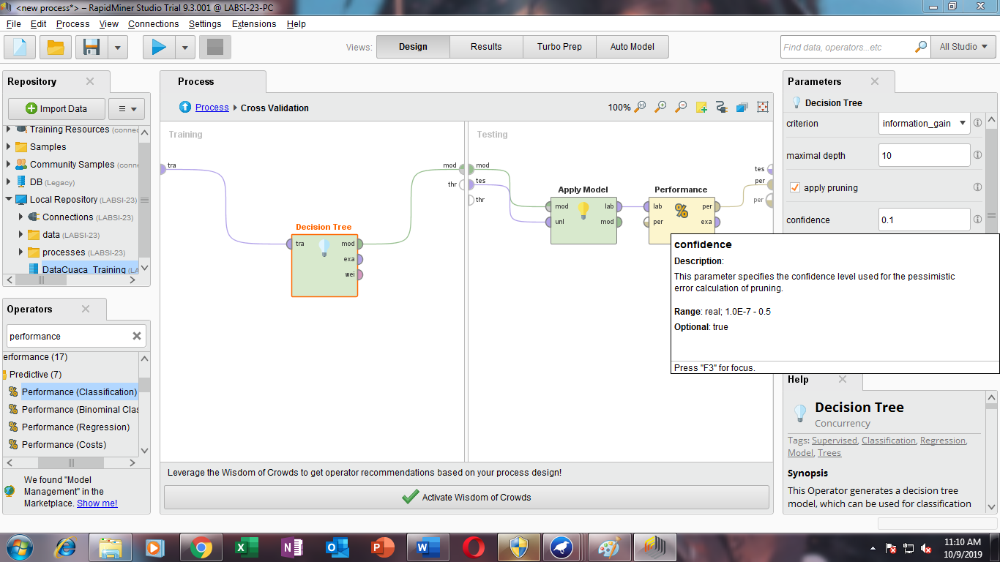 <new process*> – RapidMiner Studio Trial 9.3.001 @ LABSI-23-PC
File Edit Process View Connections Settings Extensions Help
Views: Design Results Turbo Prep Auto Model
Find data, operators...etc
All Studio
Repository
Import Data
Training Resources (connec
Samples
Community Samples (conne
DB (Legacy)
Local Repository (LABSI-23)
Connections (LABSI-23)
data (LABSI-23)
processes (LABSI-23)
DataCuaca_Training (LA
Operators
performance
erformance (17)
Predictive (7)
Performance (Classification)
Performance (Binominal Clas
Performance (Regression)
Performance (Costs)
We found "Model
Management" in the
Marketplace. Show me!
Process
Process Cross Validation
100%
Training
tra
mod
thr
Decision Tree
tra mod
exa
wei
Testing
mod
tes
thr
Apply Model
mod lab
unl mod
Performance
lab per
per exa
tes
per
per
Leverage the Wisdom of Crowds to get operator recommendations based on your process design!
Activate Wisdom of Crowds
Parameters
Decision Tree
criterion information_gain
maximal depth 10
apply pruning
confidence 0.1
confidence
Description:
This parameter specifies the confidence level used for the pessimistic
error calculation of pruning.
Range: real; 1.0E-7 - 0.5
Optional: true
Press "F3" for focus.
Help
Decision Tree
Concurrency
Tags: Supervised, Classification, Regression,
Model, Trees
Synopsis
This Operator generates a decision tree
model, which can be used for classification
11:10 AM
10/9/2019